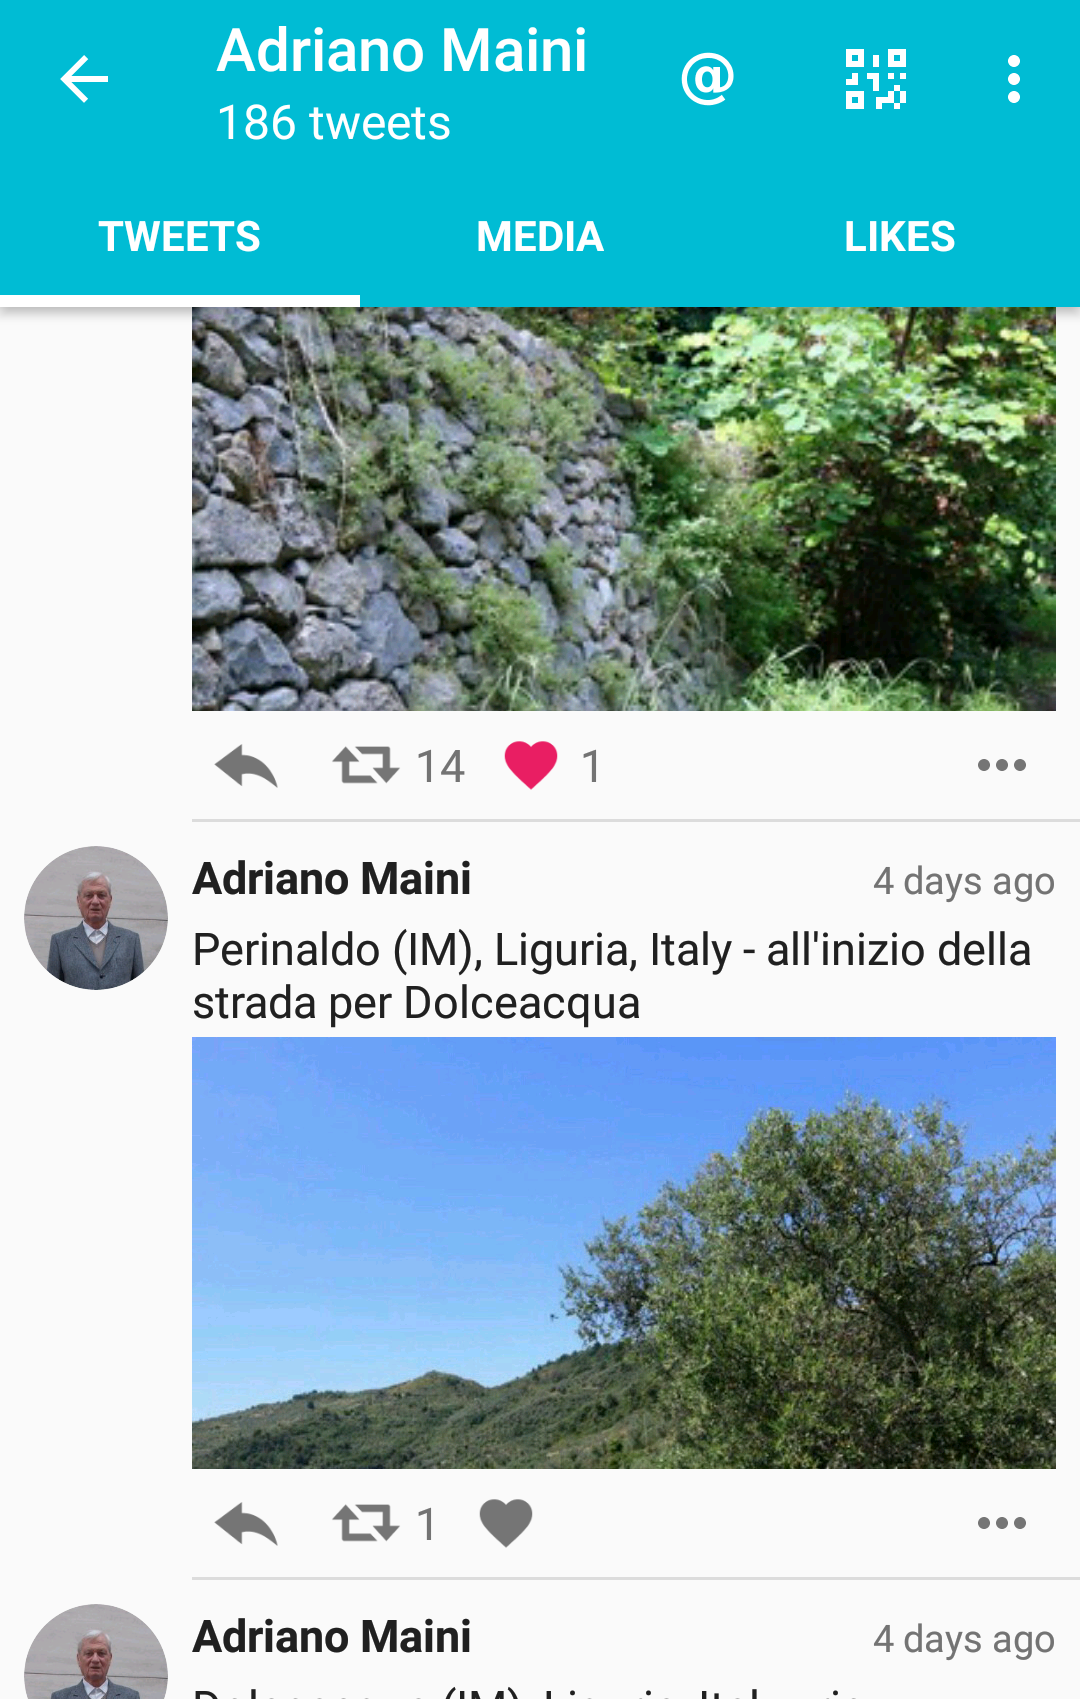 Adriano Maini
186 tweets
@
TWEETS MEDIA LIKES
14 1
Adriano Maini 4 days ago
Perinaldo (IM), Liguria, Italy - all'inizio della
strada per Dolceacqua
1
Adriano Maini 4 days ago